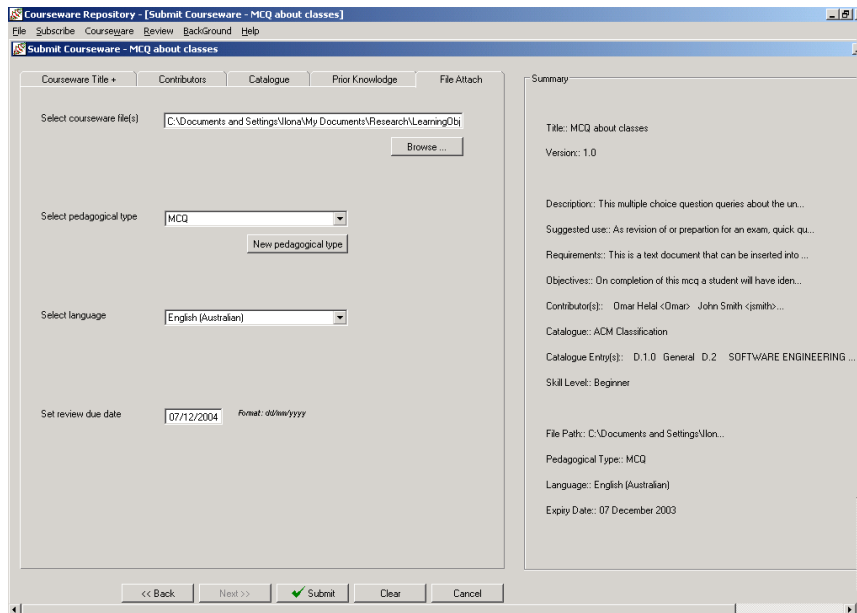 Courseware Repository - [Submit Courseware - MCQ about classes]
File Subscribe Courseware Review BackGround Help
Submit Courseware - MCQ about classes
Courseware Title + Contributors Catalogue Prior Knowlodge File Attach
Select courseware file(s) C:\Documents and Settings\Ilona\My Documents\Research\LearningObj
Browse ...
Select pedagogical type MCQ
New pedagogical type
Select language English (Australian)
Set review due date 07/12/2004 Format: dd/mm/yyyy
Summary
Title:: MCQ about classes
Version:: 1.0
Description:: This multiple choice question queries about the un...
Suggested use:: As revision of or prepartion for an exam, quick qu...
Requirements:: This is a text document that can be inserted into ...
Objectives:: On completion of this mcq a student will have iden...
Contributor(s):: Omar Helal <Omar> John Smith <jsmith>...
Catalogue:: ACM Classification
Catalogue Entry(s):: D.1.0 General D.2 SOFTWARE ENGINEERING ...
Skill Level:: Beginner
File Path:: C:\Documents and Settings\Ilon...
Pedagogical Type:: MCQ
Language:: English (Australian)
Expiry Date:: 07 December 2003
<< Back Next >> Submit Clear Cancel